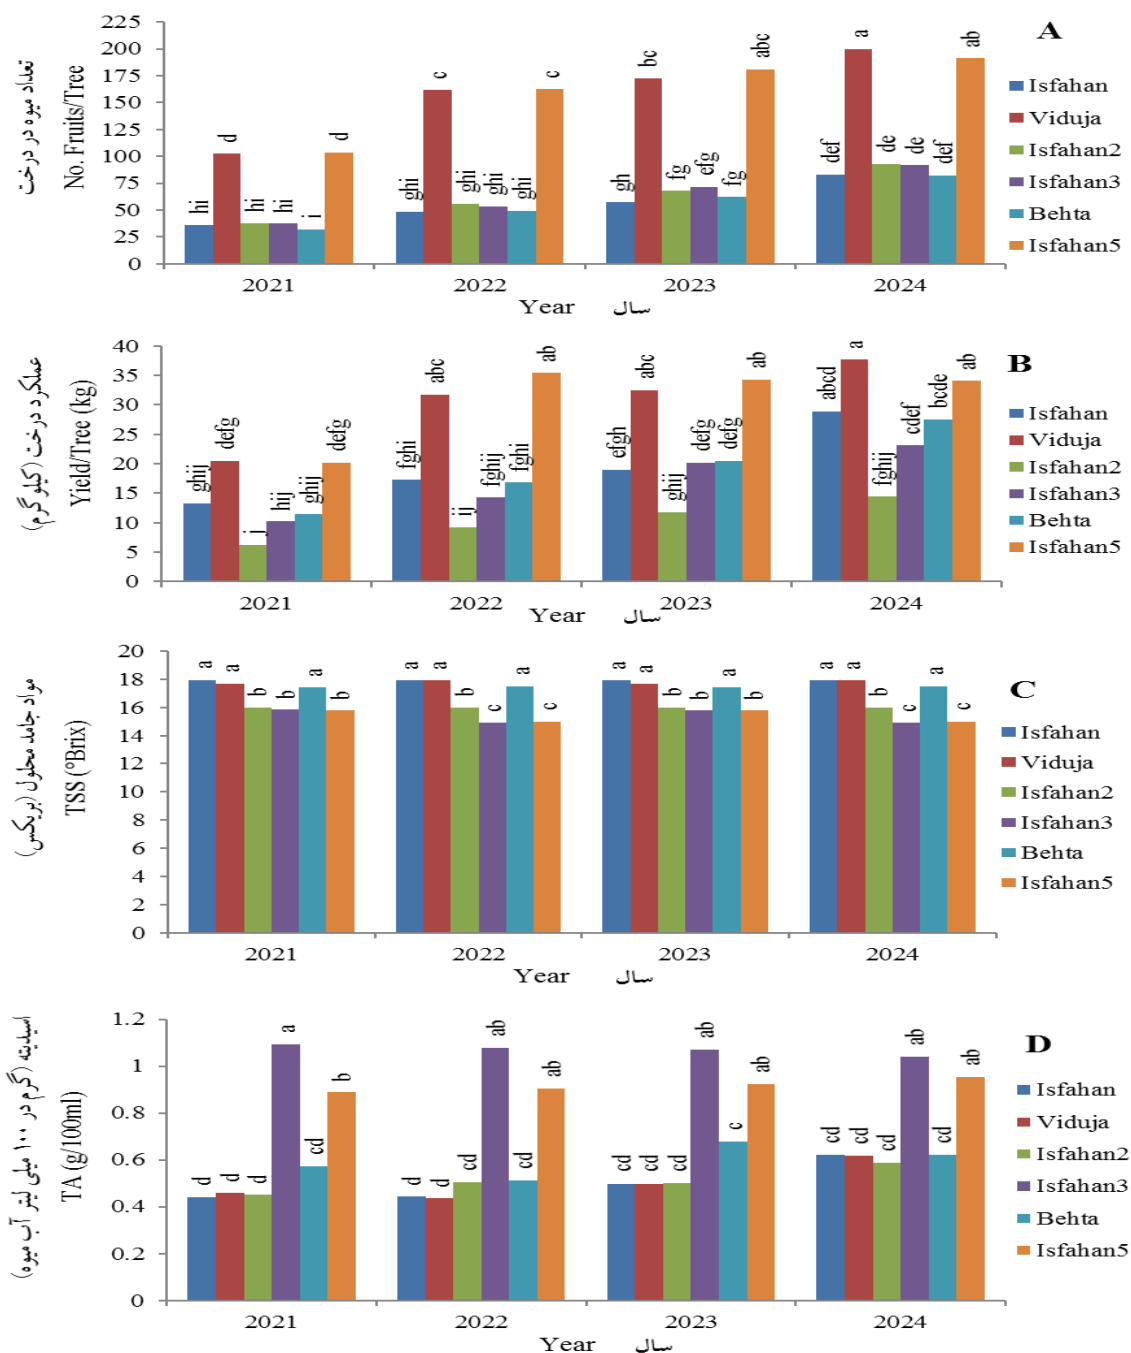 A
تعداد میوه در درخت
No. Fruits/Tree
225
200
175
150
125
100
75
50
25
0
hi d hi hi i d
ghi c ghi ghi ghi c
gh bc fg efg fg abc
def a de de def ab
2021 2022 2023 2024
Year سال
Isfahan
Viduja
Isfahan2
Isfahan3
Behta
Isfahan5
B
عملکرد درخت (کیلوگرم)
Yield/Tree (kg)
40
35
30
25
20
15
10
5
0
ghij defg j hij ghij defg
fghi abc ij fghij fghi ab
efgh abc ghij defg defg ab
abcd a fghij cdef bcde ab
2021 2022 2023 2024
Year سال
Isfahan
Viduja
Isfahan2
Isfahan3
Behta
Isfahan5
C
مواد جامد محلول (بریکس)
TSS (°Brix)
20
18
16
14
12
10
8
6
4
2
0
a a b b a b
a a b c a c
a a b b a b
a a b c a c
2021 2022 2023 2024
Year سال
Isfahan
Viduja
Isfahan2
Isfahan3
Behta
Isfahan5
D
اسیدیته (گرم در ۱۰۰ میلی لیتر آب میوه)
TA (g/100ml)
1.2
1
0.8
0.6
0.4
0.2
0
d d d a cd b
d d cd ab cd ab
cd cd cd ab c ab
cd cd cd ab cd ab
2021 2022 2023 2024
Year سال
Isfahan
Viduja
Isfahan2
Isfahan3
Behta
Isfahan5